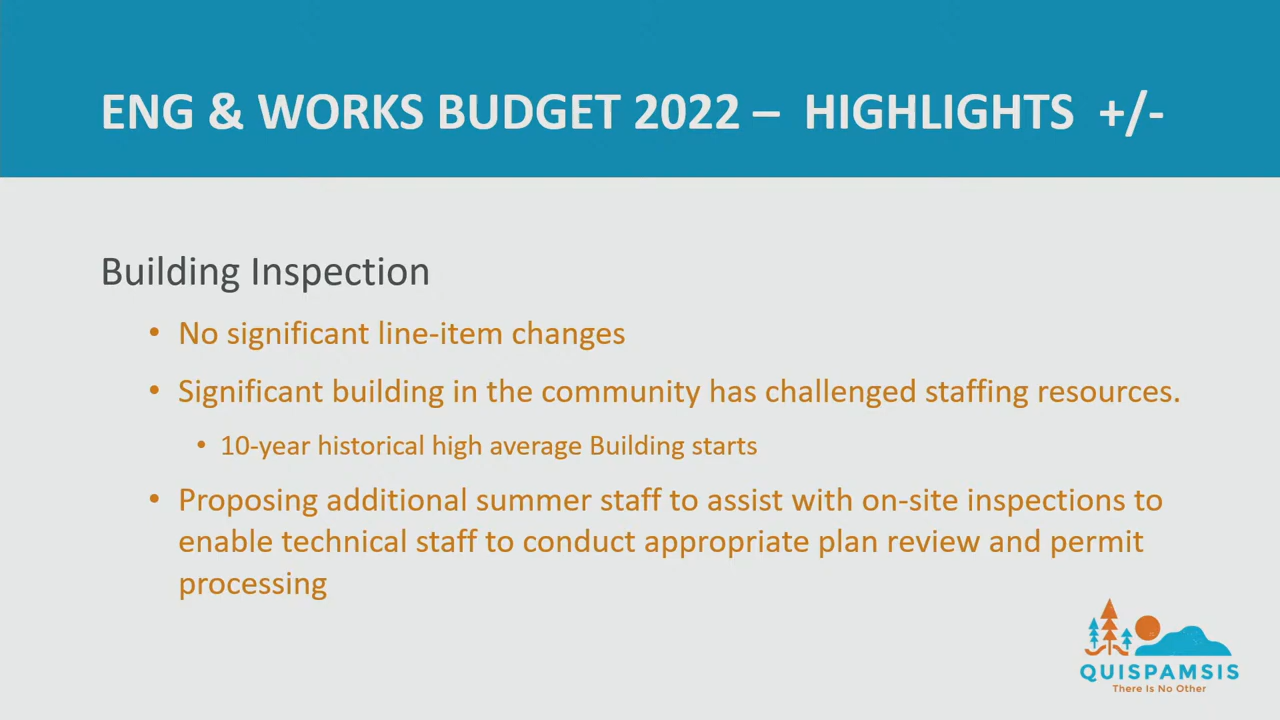 ENG & WORKS BUDGET 2022 – HIGHLIGHTS +/-
Building Inspection
• No significant line-item changes
• Significant building in the community has challenged staffing resources.
• 10-year historical high average Building starts
• Proposing additional summer staff to assist with on-site inspections to
enable technical staff to conduct appropriate plan review and permit
processing
QUISPAMSIS
There Is No Other